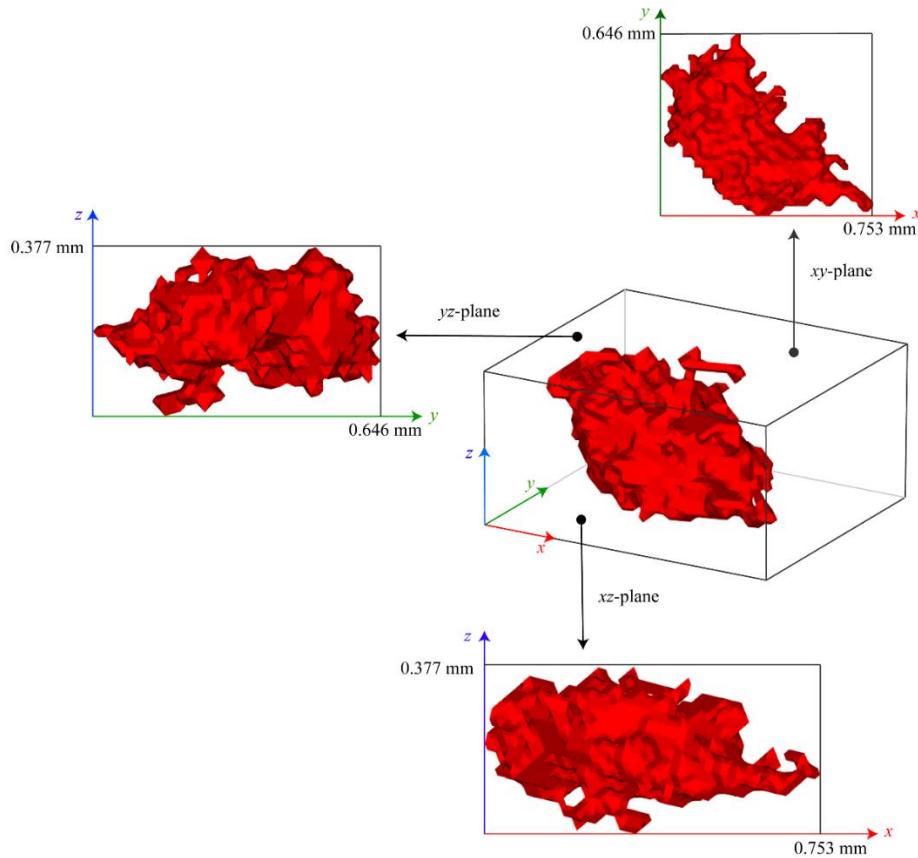 y
0.646 mm
x
0.753 mm
z
0.377 mm
xy-plane
yz-plane
y
0.646 mm
z
y
x
xz-plane
z
0.377 mm
x
0.753 mm